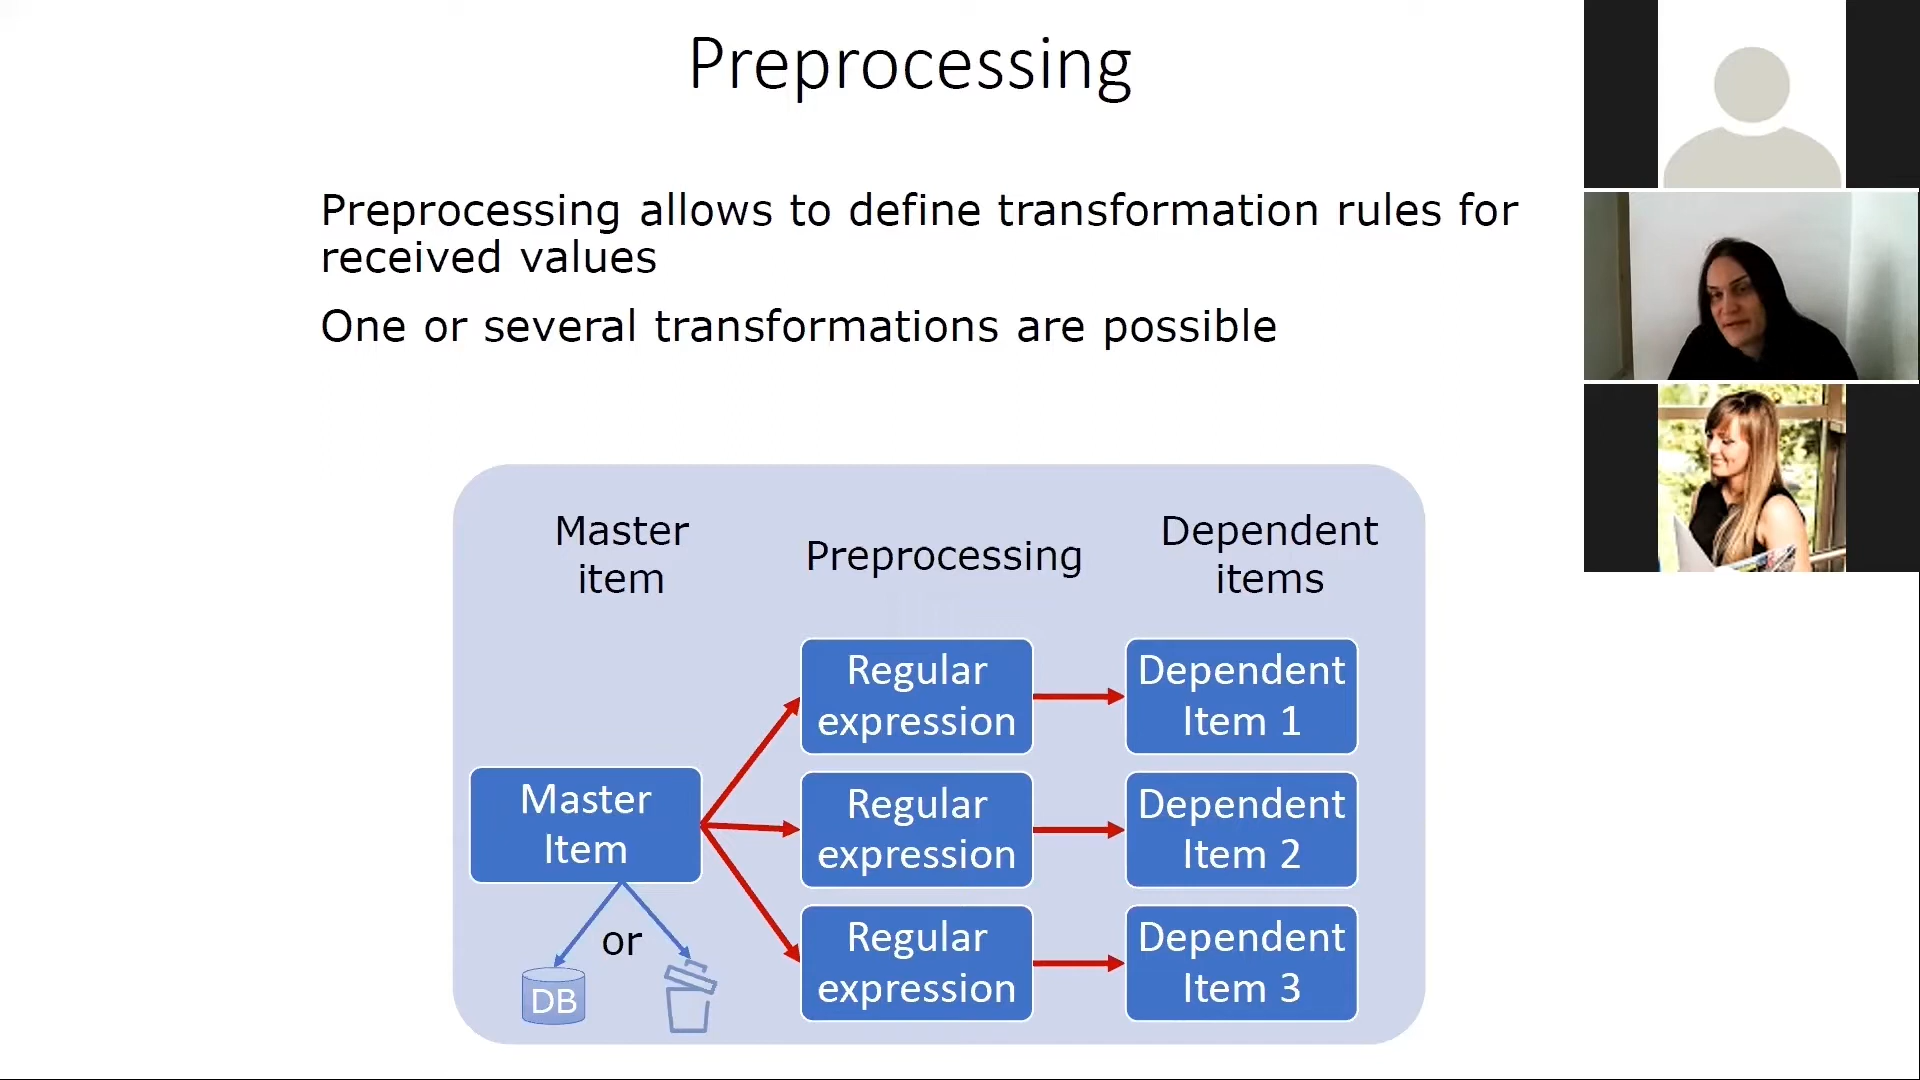 Preprocessing
Preprocessing allows to define transformation rules for
received values
One or several transformations are possible
Master
item
Preprocessing
Dependent
items
Regular
expression
Dependent
Item 1
Master
Item
Regular
expression
Dependent
Item 2
or
DB
Regular
expression
Dependent
Item 3